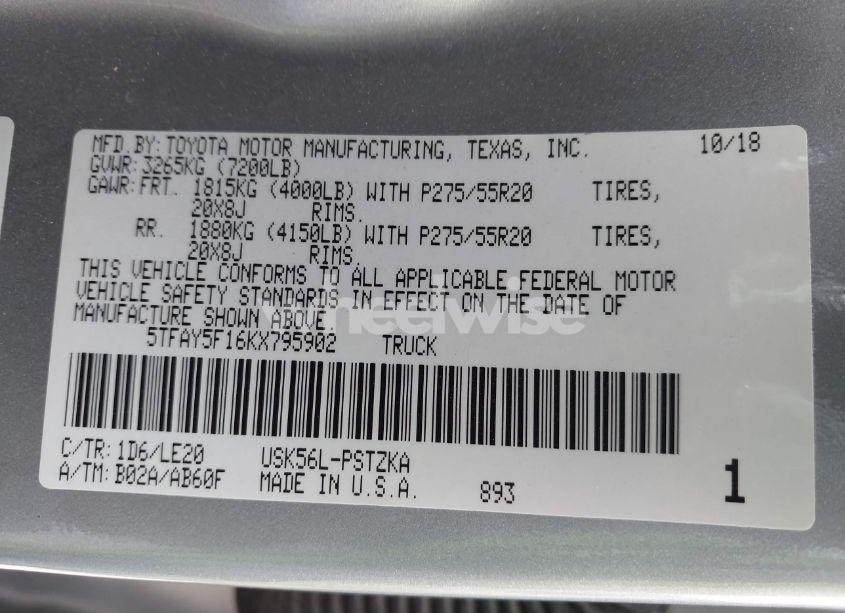 MFD.BY: TOYOTA MOTOR MANUFACTURING, TEXAS, INC. 10/18
GVWR: 3265KG (7200LB)
GAWR: FRT. 1815KG (4000LB) WITH P275/55R20 TIRES,
20X8J RIMS.
RR. 1880KG (4150LB) WITH P275/55R20 TIRES,
20X8J RIMS.
THIS VEHICLE CONFORMS TO ALL APPLICABLE FEDERAL MOTOR
VEHICLE SAFETY STANDARDS IN EFFECT ON THE DATE OF
MANUFACTURE SHOWN ABOVE.
wheelwise
5TFAY5F16KX795902 TRUCK
C/TR: 1D6/LE20 USK56L-PSTZKA
A/TM: B02A/AB60F MADE IN U.S.A. 893 1